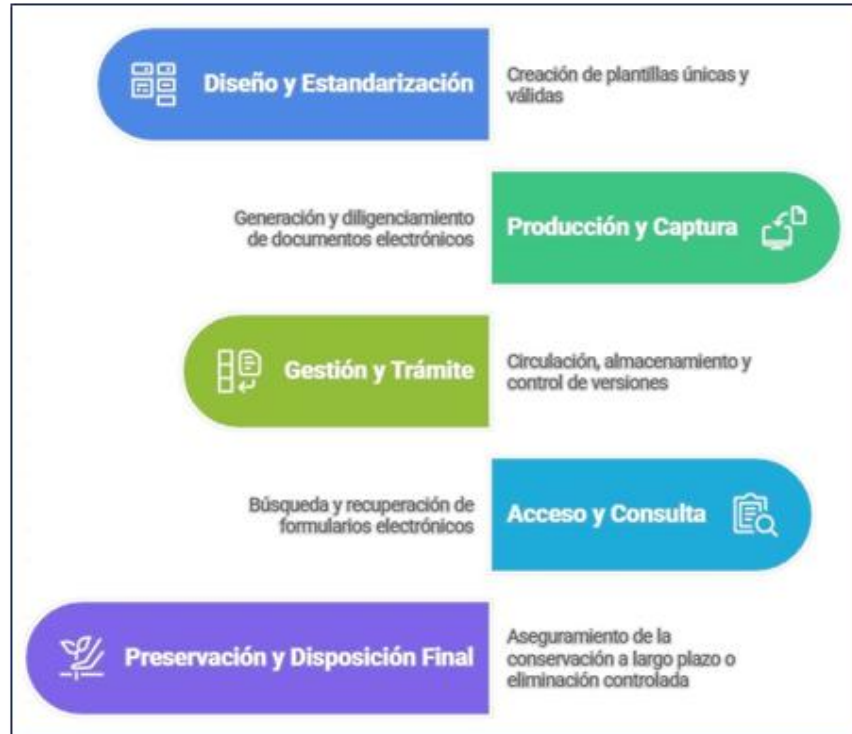 Diseño y Estandarización
Creación de plantillas únicas y
válidas
Generación y diligenciamiento
de documentos electrónicos
Producción y Captura
Gestión y Trámite
Circulación, almacenamiento y
control de versiones
Búsqueda y recuperación de
formularios electrónicos
Acceso y Consulta
Preservación y Disposición Final
Aseguramiento de la
conservación a largo plazo o
eliminación controlada